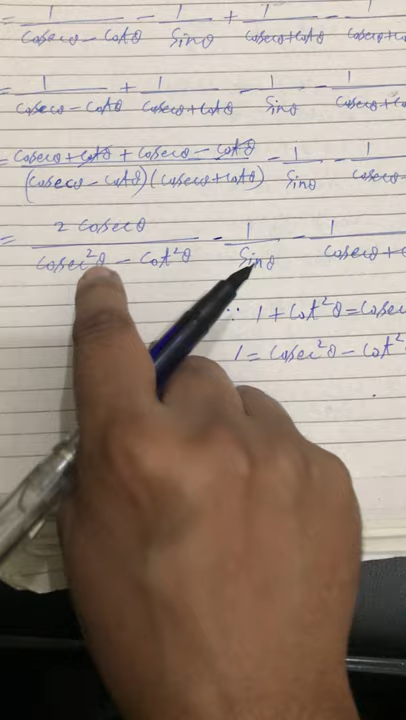 1/(cosecθ - cotθ) - 1/sinθ + 1/(cosecθ+cotθ) - 1/
= 1/(cosecθ - cotθ) + 1/(cosecθ+cotθ) - 1/sinθ - 1/(cosecθ+co
= (cosecθ + cotθ + cosecθ - cotθ)/((cosecθ - cotθ)(cosecθ+cotθ)) - 1/sinθ - 1/(cosecθ
= 2 cosecθ/(cosec²θ - cot²θ) - 1/sinθ - 1/(cosecθ+c
∵ 1 + cot²θ = cosec
1 = cosec²θ - cot²